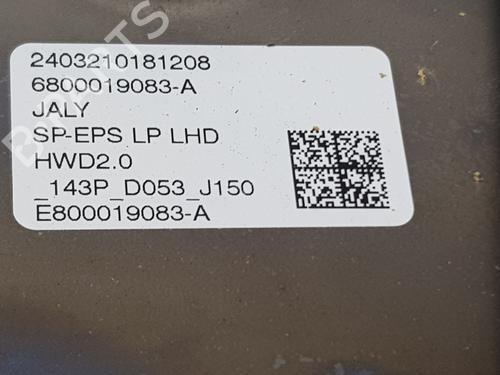 2403210181208
6800019083-A
JALY
SP-EPS LP LHD
HWD2.0
_143P_D053_J150
E800019083-A